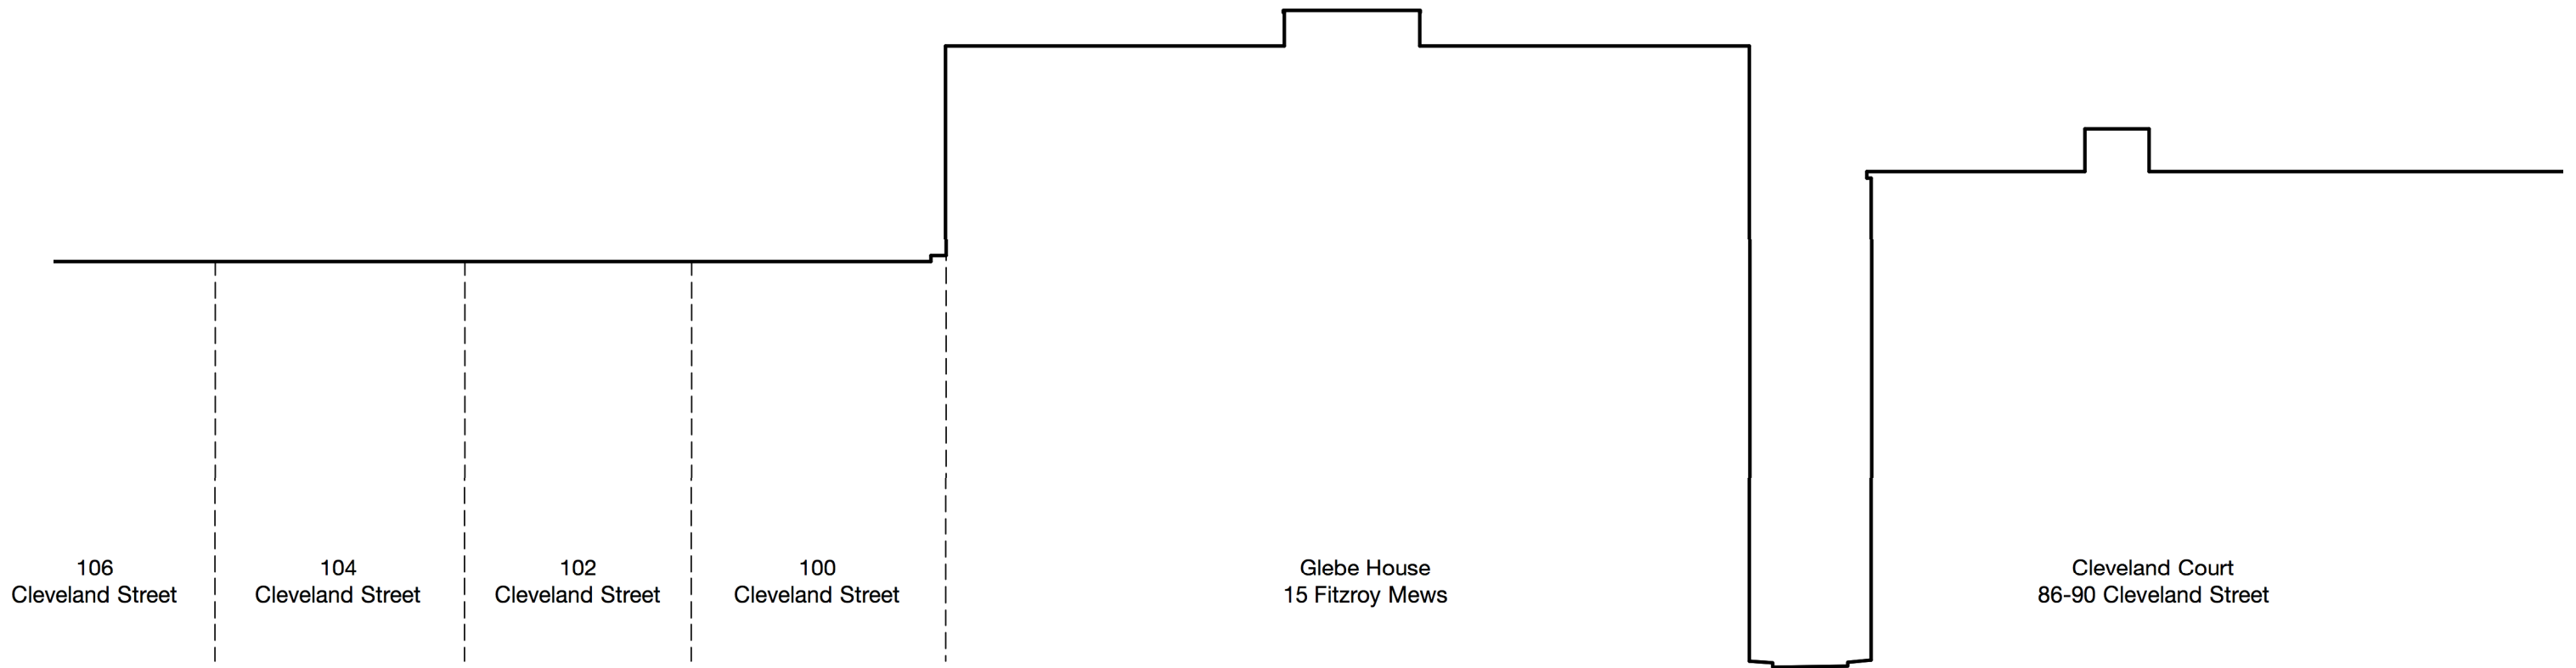 106
Cleveland Street
104
Cleveland Street
102
Cleveland Street
100
Cleveland Street
Glebe House
15 Fitzroy Mews
Cleveland Court
86-90 Cleveland Street